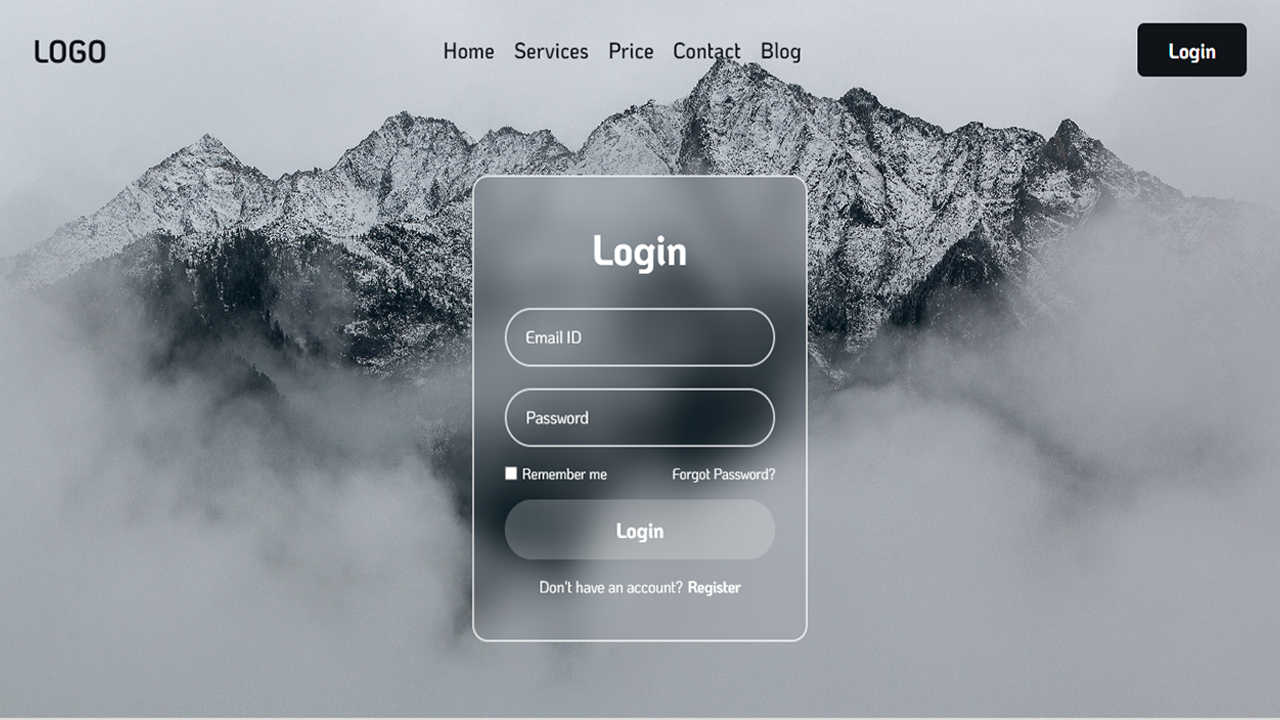 LOGO
Home Services Price Contact Blog
Login
Login
Email ID
Password
Remember me Forgot Password?
Login
Don't have an account? Register